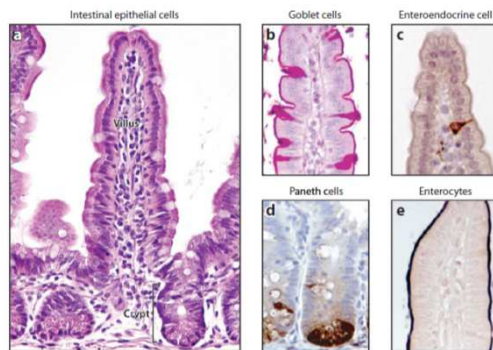 Intestinal epithelial cells
a
Villus
Crypt
Goblet cells
b
Enteroendocrine cell
c
Paneth cells
d
Enterocytes
e